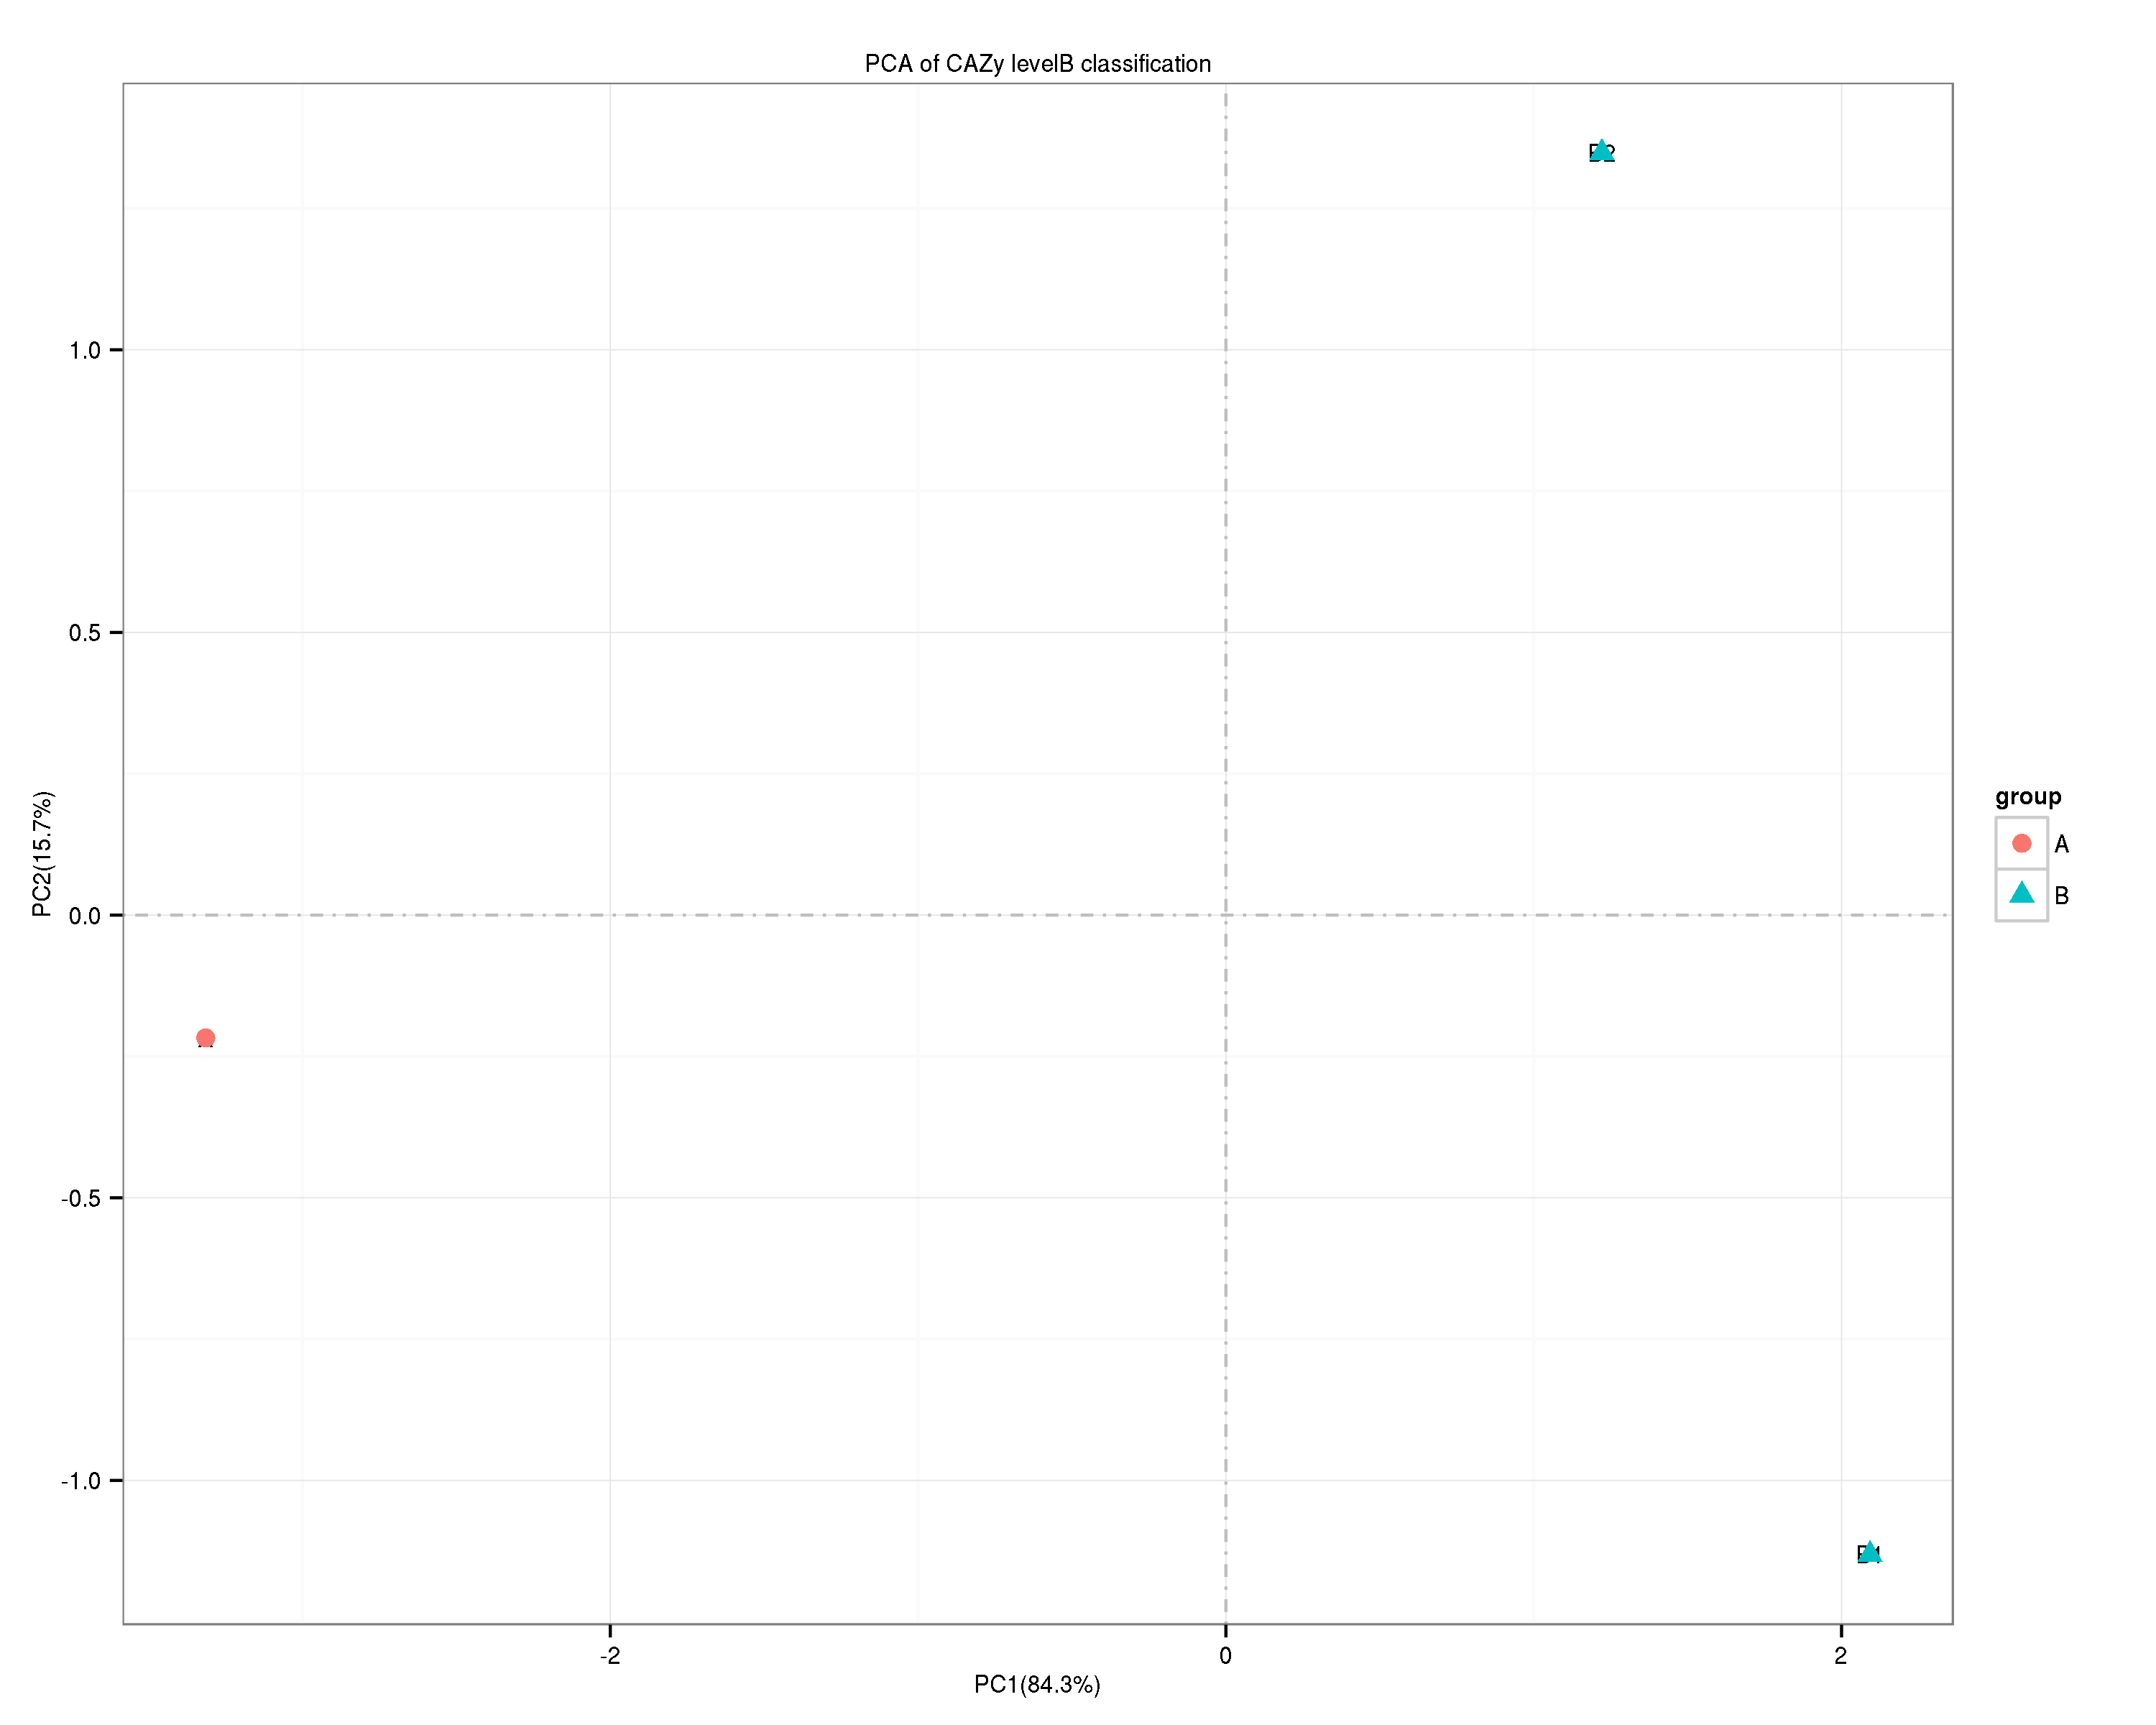 PCA of CAZy levelB classification
1.0
0.5
0.0
-0.5
-1.0
PC2(15.7%)
-2
0
2
PC1(84.3%)
group
A
B